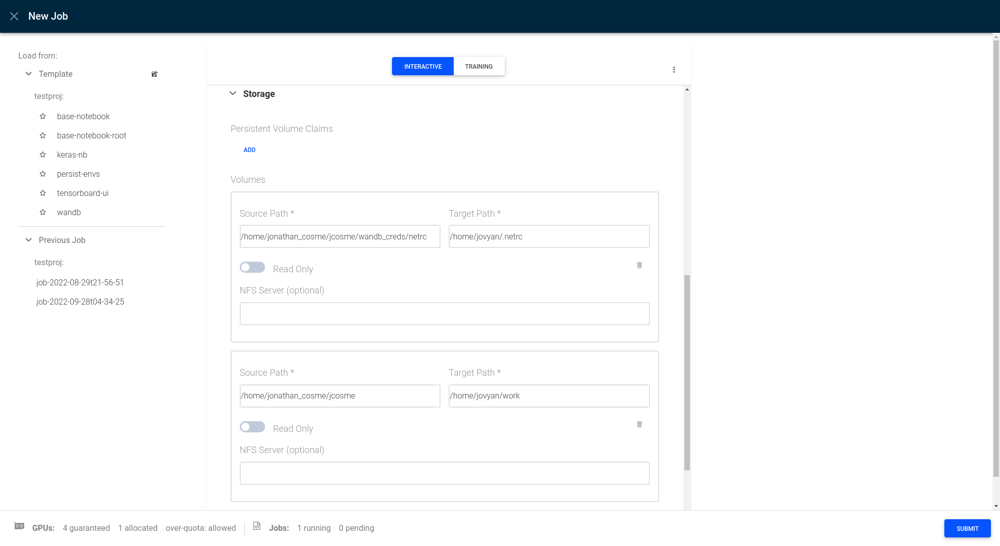 New Job
Load from:
Template
testproj:
base-notebook
base-notebook-root
keras-nb
persist-envs
tensorboard-ui
wandb
Previous Job
testproj:
job-2022-08-29t21-56-51
job-2022-09-28t04-34-25
INTERACTIVE TRAINING
Storage
Persistent Volume Claims
ADD
Volumes
Source Path * Target Path *
/home/jonathan_cosme/jcosme/wandb_creds/netrc /home/jovyan/.netrc
Read Only
NFS Server (optional)
Source Path * Target Path *
/home/jonathan_cosme/jcosme /home/jovyan/work
Read Only
NFS Server (optional)
GPUs: 4 guaranteed 1 allocated over-quota: allowed Jobs: 1 running 0 pending
SUBMIT